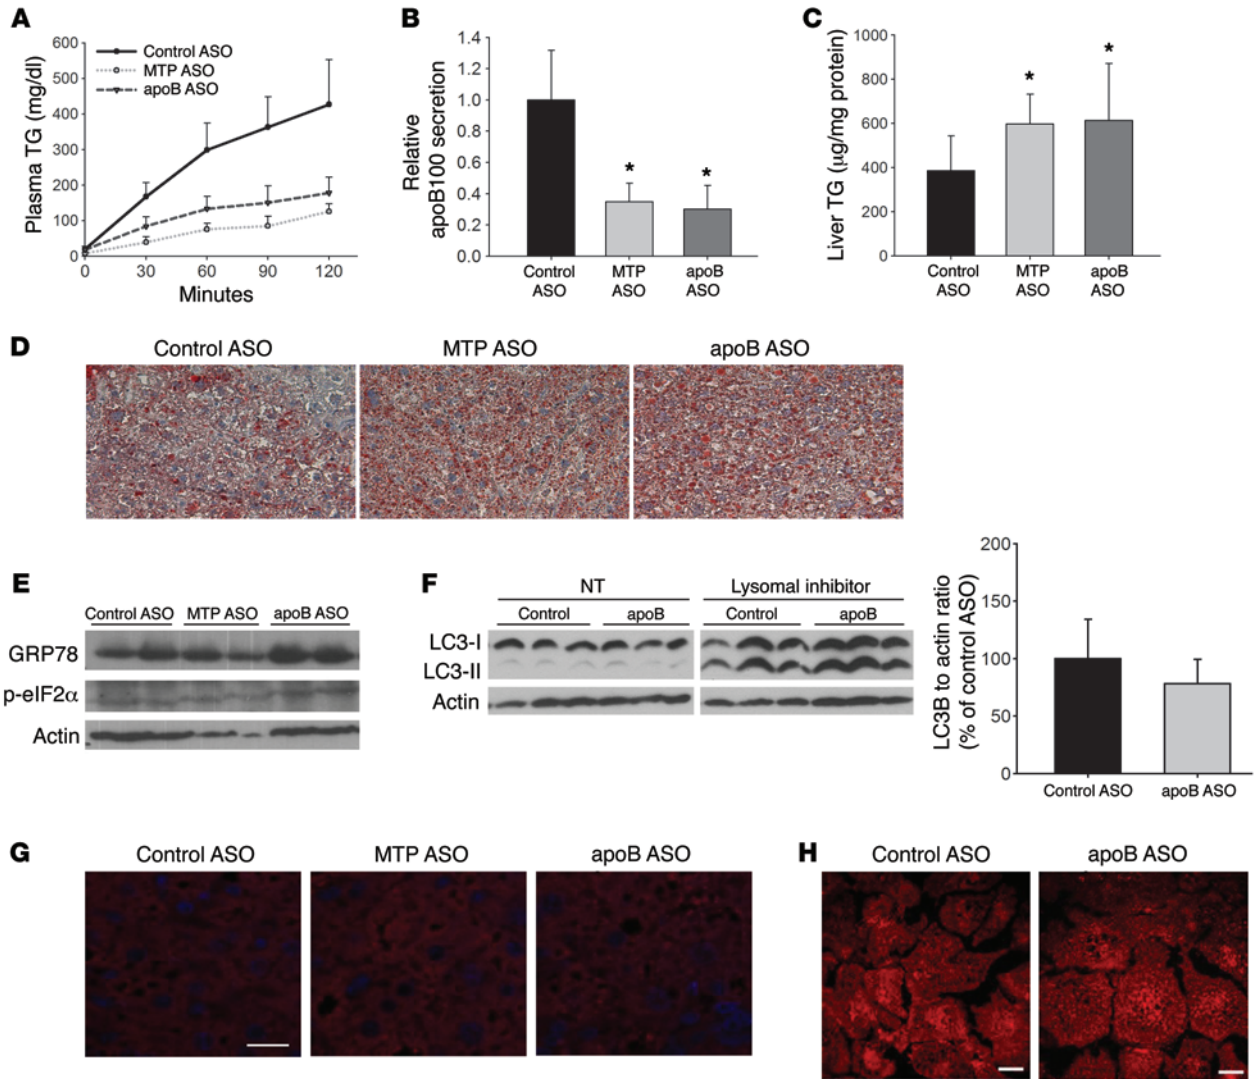 A
Plasma TG (mg/dl)
600
500
400
300
200
100
0
Control ASO
MTP ASO
apoB ASO
0 30 60 90 120
Minutes
B
Relative
apoB100 secretion
1.4
1.2
1.0
0.8
0.6
0.4
0.2
0.0
* *
Control ASO
MTP ASO
apoB ASO
C
Liver TG (μg/mg protein)
1000
800
600
400
200
0
* *
Control ASO
MTP ASO
apoB ASO
D
Control ASO MTP ASO apoB ASO
E
Control ASO MTP ASO apoB ASO
GRP78
p-eIF2α
Actin
F
NT Lysomal inhibitor
Control apoB Control apoB
LC3-I
LC3-II
Actin
LC3B to actin ratio
(% of control ASO)
200
150
100
50
0
Control ASO apoB ASO
G
Control ASO MTP ASO apoB ASO
H
Control ASO apoB ASO